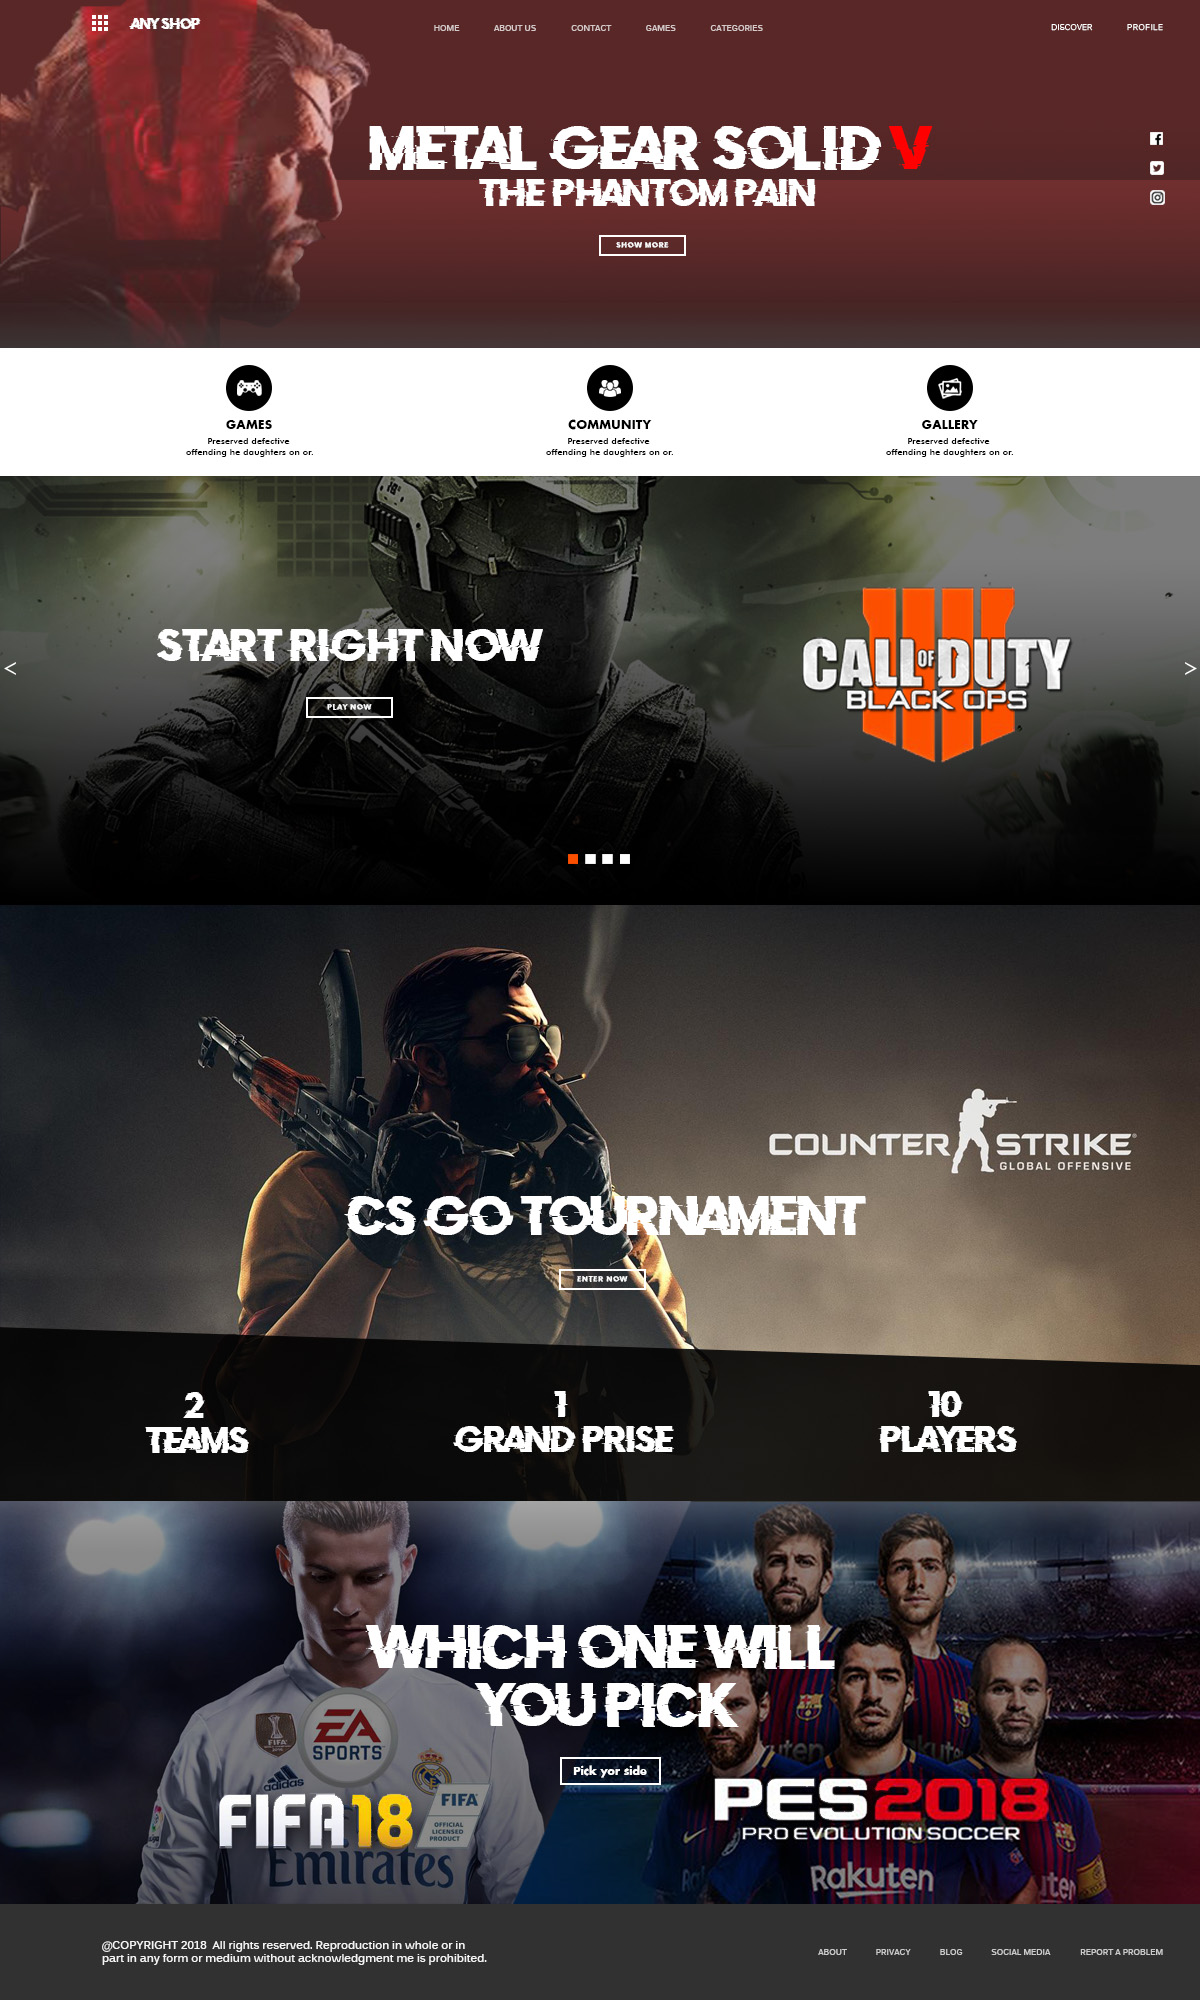 ANY SHOP
HOME ABOUT US CONTACT GAMES CATEGORIES
DISCOVER PROFILE
METAL GEAR SOLID V
THE PHANTOM PAIN
SHOW MORE
GAMES
Preserved defective
offending he daughters on or.
COMMUNITY
Preserved defective
offending he daughters on or.
GALLERY
Preserved defective
offending he daughters on or.
START RIGHT NOW
PLAY NOW
<
>
CALL OF DUTY
BLACK OPS
COUNTER STRIKE
GLOBAL OFFENSIVE
CS GO TOURNAMENT
ENTER NOW
2
TEAMS
1
GRAND PRISE
10
PLAYERS
WHICH ONE WILL
YOU PICK
Pick yor side
FIFA
EA
SPORTS
adidas
FIFA 18
FIFA
OFFICIAL
LICENSED
PRODUCT
Emirates
PES2018
PRO EVOLUTION SOCCER
RESPECT
Rakuten
@COPYRIGHT 2018 All rights reserved. Reproduction in whole or in
part in any form or medium without acknowledgment me is prohibited.
ABOUT PRIVACY BLOG SOCIAL MEDIA REPORT A PROBLEM